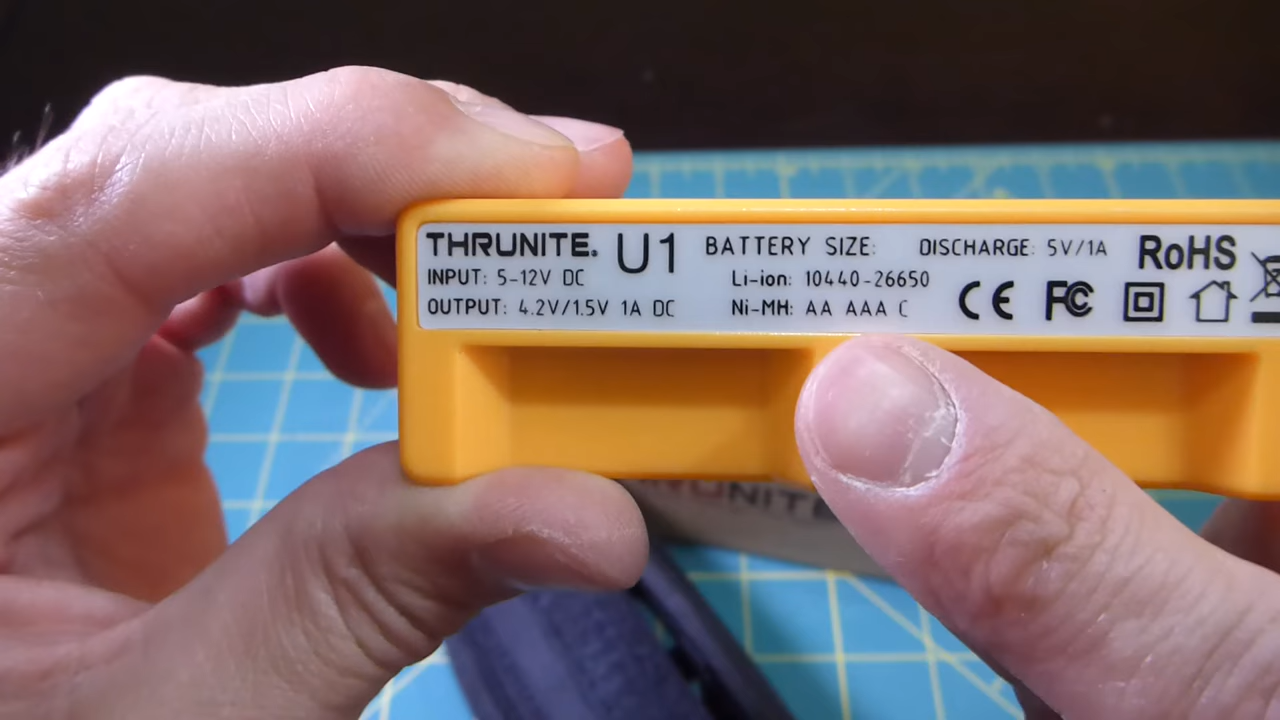 THRUNITE. U1
INPUT: 5-12V DC
OUTPUT: 4.2V/1.5V 1A DC
BATTERY SIZE:
Li-ion: 10440-26650
Ni-MH: AA AAA C
DISCHARGE: 5V/1A
RoHS
CE FC
NITE